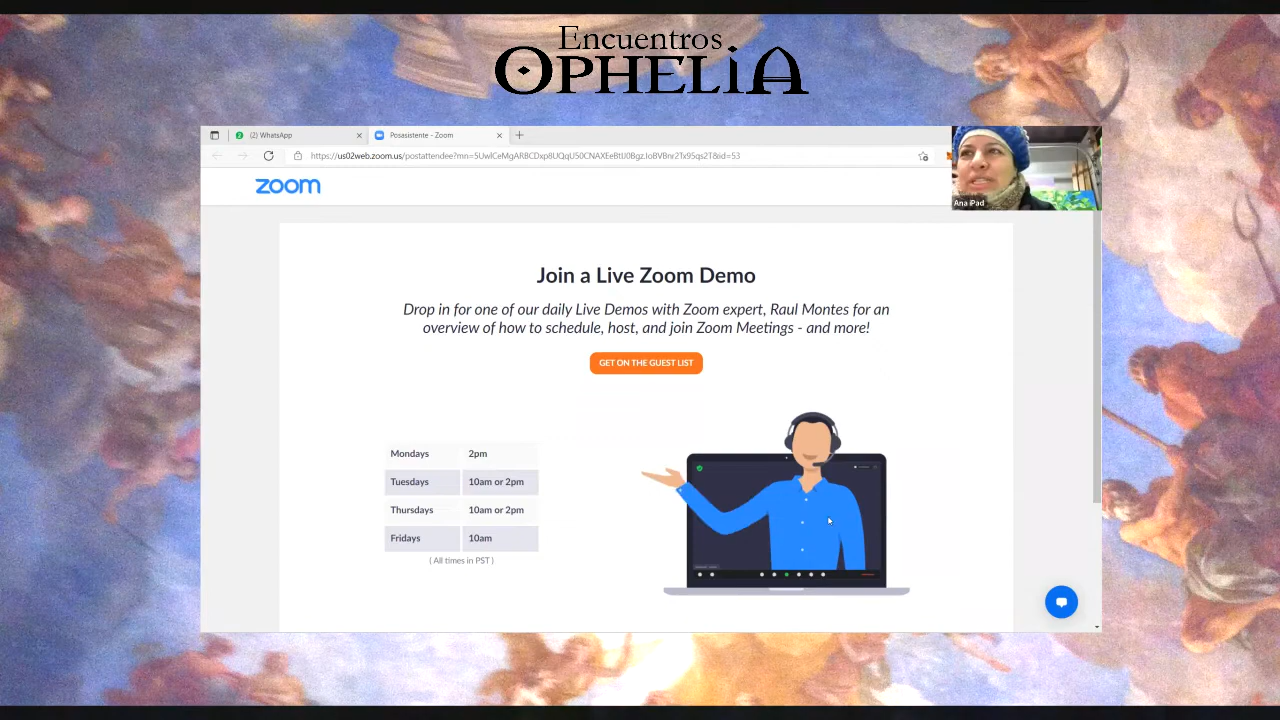 Encuentros
OPHELIA
(2) WhatsApp
Posasistente - Zoom
zoom
Ana iPad
Join a Live Zoom Demo
Drop in for one of our daily Live Demos with Zoom expert, Raul Montes for an
overview of how to schedule, host, and join Zoom Meetings - and more!
GET ON THE GUEST LIST
Mondays 2pm
Tuesdays 10am or 2pm
Thursdays 10am or 2pm
Fridays 10am
( All times in PST )